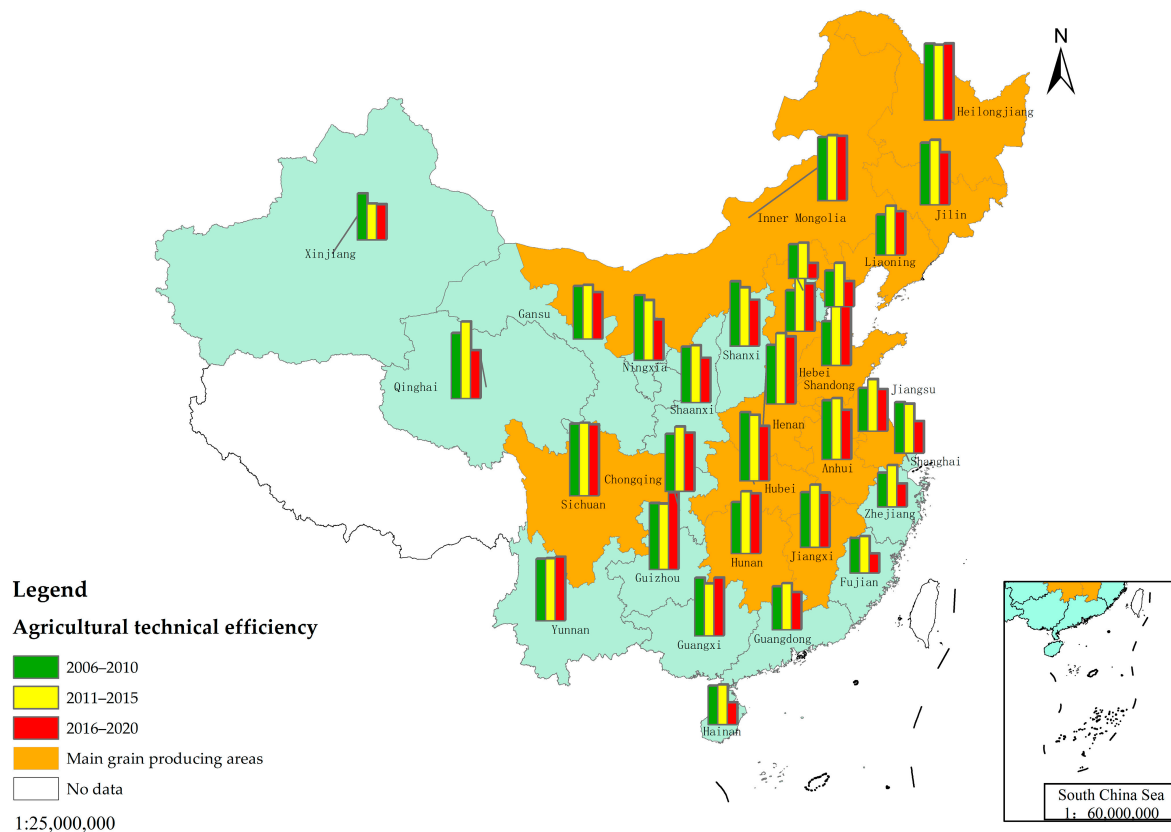 N
Heilongjiang
Inner Mongolia
Jilin
Xinjiang
Liaoning
Gansu
Ningxia
Shanxi
Hebei
Qinghai
Shaanxi
Shandong
Jiangsu
Henan
Anhui
Shanghai
Chongqing
Hubei
Sichuan
Zhejiang
Hunan
Jiangxi
Guizhou
Fujian
Yunnan
Guangxi
Guangdong
Hainan
Legend
Agricultural technical efficiency
2006–2010
2011–2015
2016–2020
Main grain producing areas
No data
1:25,000,000
South China Sea
1: 60,000,000